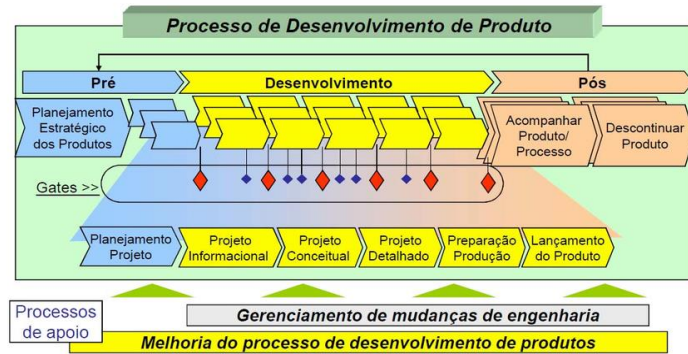 Processo de Desenvolvimento de Produto
Pré
Desenvolvimento
Pós
Planejamento
Estratégico
dos Produtos
Acompanhar
Produto/
Processo
Descontinuar
Produto
Gates >>
Planejamento
Projeto
Projeto
Informacional
Projeto
Conceitual
Projeto
Detalhado
Preparação
Produção
Lançamento
do Produto
Processos
de apoio
Gerenciamento de mudanças de engenharia
Melhoria do processo de desenvolvimento de produtos